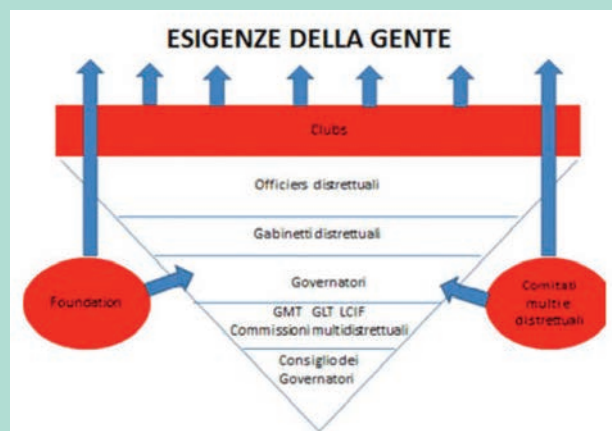 ESIGENZE DELLA GENTE
Clubs
Officiers distrettuali
Gabinetti distrettuali
Governatori
Foundation
Comitati
multi e
distrettuali
GMT GLT LCIF
Commissioni multidistrettuali
Consiglio dei
Governatori